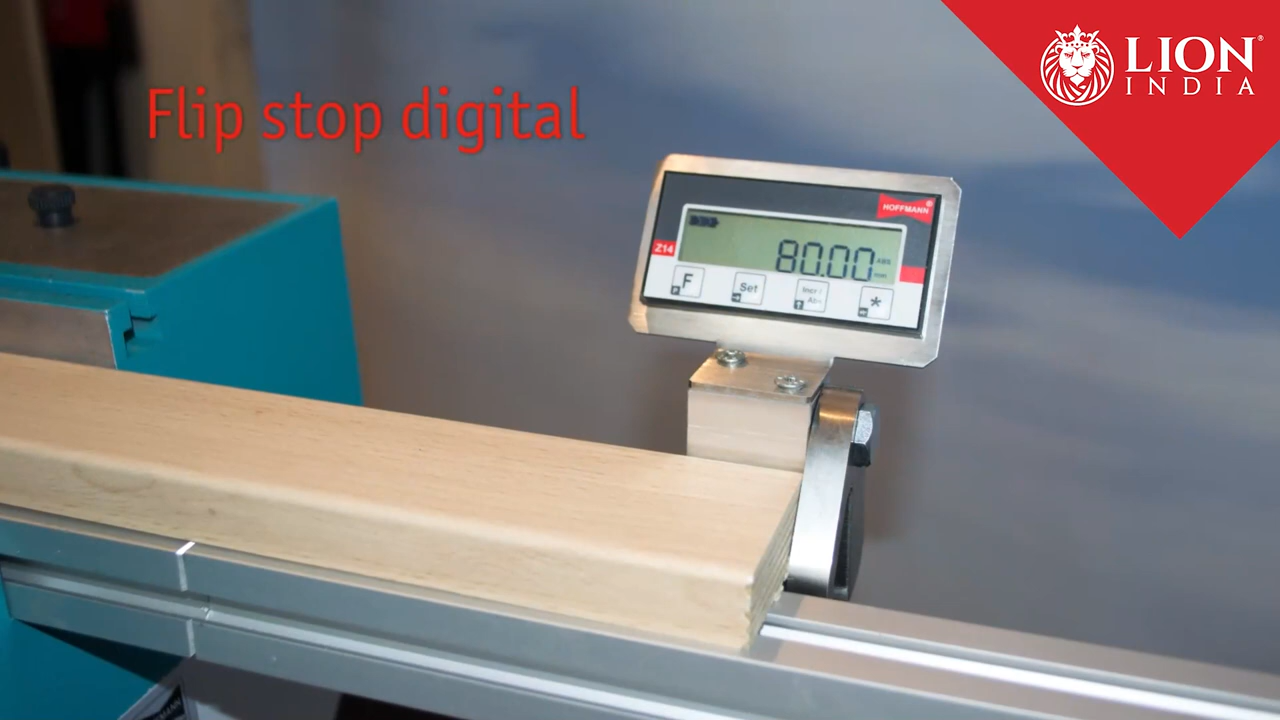 Flip stop digital
LION®
INDIA
HOFFMANN®
Z14
80.00
ABS
mm
F
Set
Incr /
Abs
*